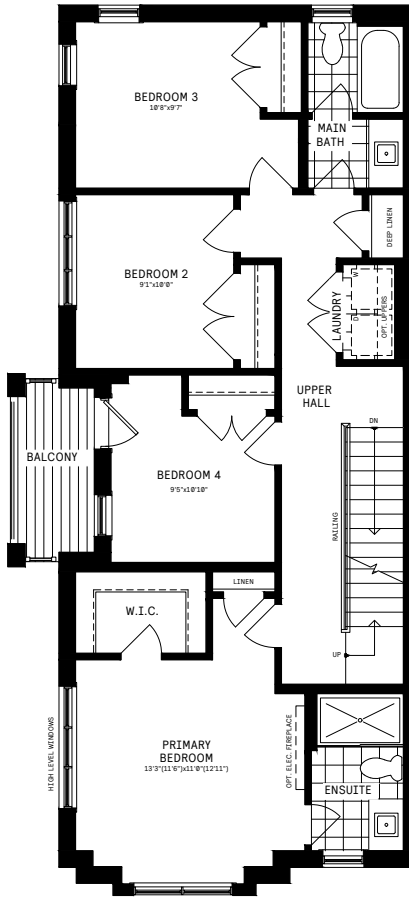 BEDROOM 3
10'8"x9'7"
MAIN
BATH
DEEP LINEN
BEDROOM 2
9'1"x10'0"
LAUNDRY
W
D
OPT. UPPERS
UPPER
HALL
DN
BALCONY
BEDROOM 4
9'5"x10'10"
RAILING
LINEN
W.I.C.
UP
HIGH LEVEL WINDOWS
PRIMARY
BEDROOM
13'3"(11'6")x11'0"(12'11")
OPT. ELEC. FIREPLACE
ENSUITE